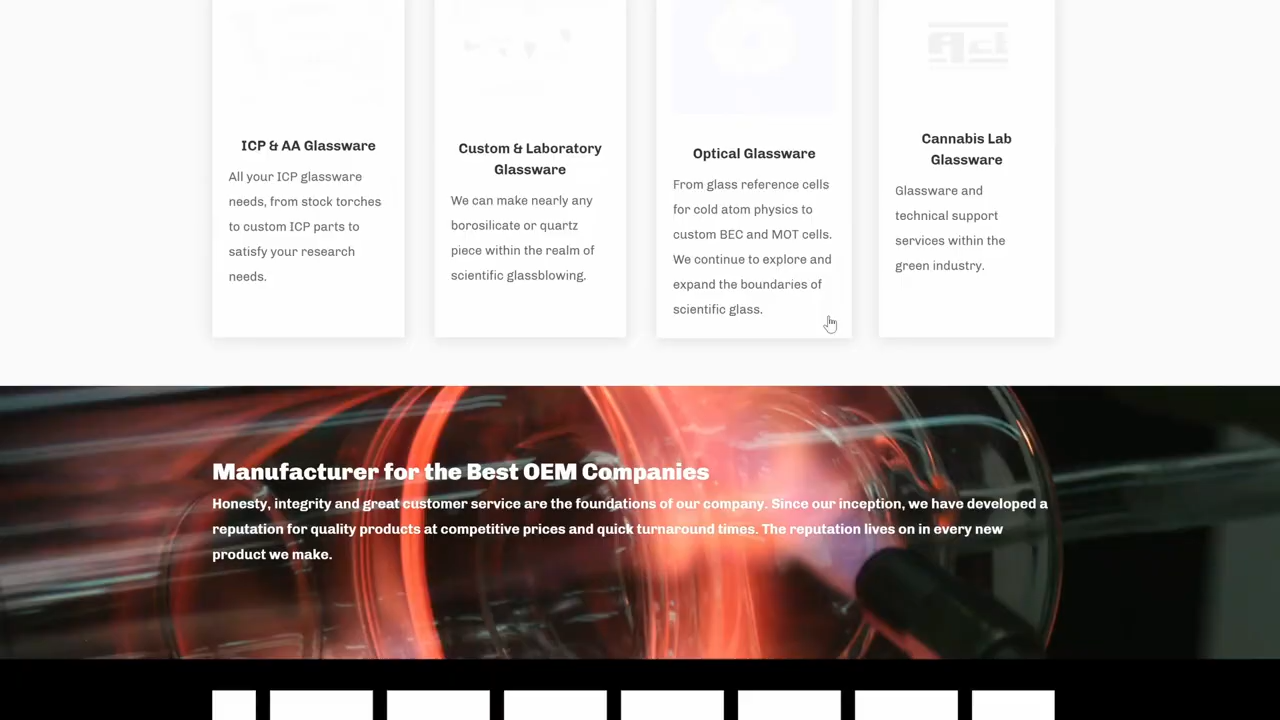 Act
ICP & AA Glassware
All your ICP glassware
needs, from stock torches
to custom ICP parts to
satisfy your research
needs.
Custom & Laboratory
Glassware
We can make nearly any
borosilicate or quartz
piece within the realm of
scientific glassblowing.
Optical Glassware
From glass reference cells
for cold atom physics to
custom BEC and MOT cells.
We continue to explore and
expand the boundaries of
scientific glass.
Cannabis Lab
Glassware
Glassware and
technical support
services within the
green industry.
Manufacturer for the Best OEM Companies
Honesty, integrity and great customer service are the foundations of our company. Since our inception, we have developed a
reputation for quality products at competitive prices and quick turnaround times. The reputation lives on in every new
product we make.